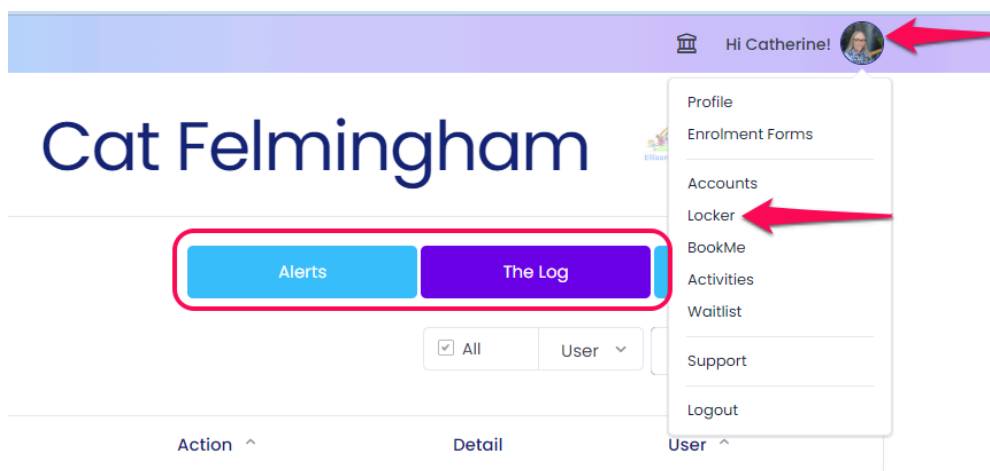 Hi Catherine!
Cat Felmingham
Profile
Enrolment Forms
Accounts
Locker
BookMe
Activities
Waitlist
Support
Logout
Alerts The Log
All User
Action Detail User